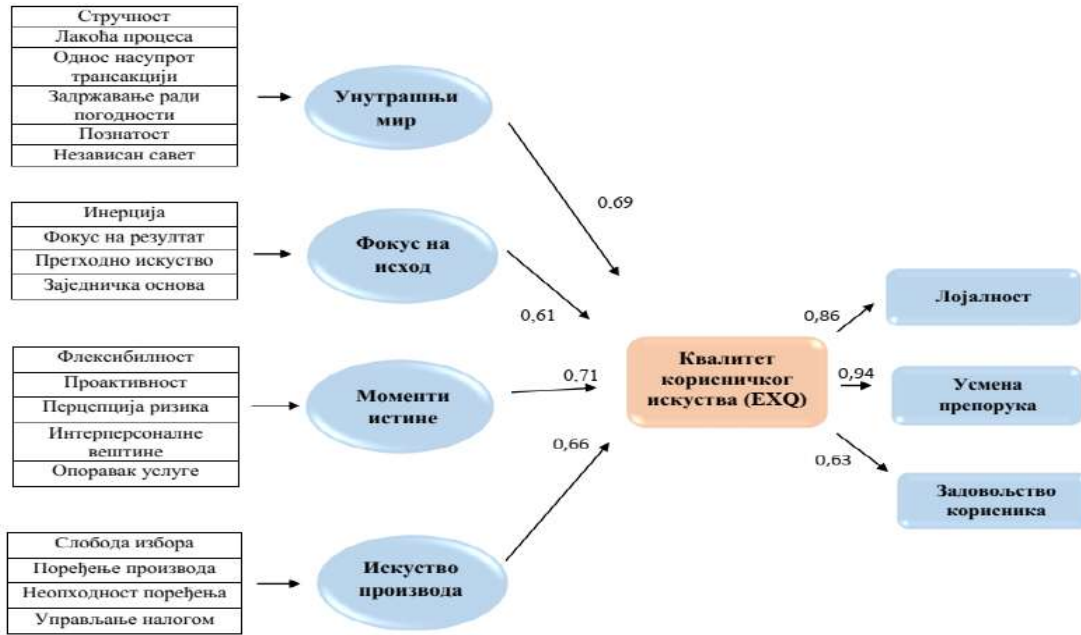 Стручност
Лакоћа процеса
Однос насупрот
трансакцији
Задржавање ради
погодности
Познатост
Независан савет
Унутрашњи
мир
0.69
Инерција
Фокус на резултат
Претходно искуство
Заједничка основа
Фокус на
исход
0,61
Флексибилност
Проактивност
Перцепција ризика
Интерперсоналне
вештине
Опоравак услуге
Моменти
истине
0.71
Слобода избора
Поређење производа
Неопходност поређења
Управљање налогом
Искуство
производа
0,66
Квалитет
корисничког
искуства (EXQ)
0,86
Лојалност
0,94
Усмена
препорука
0,63
Задовољство
корисника